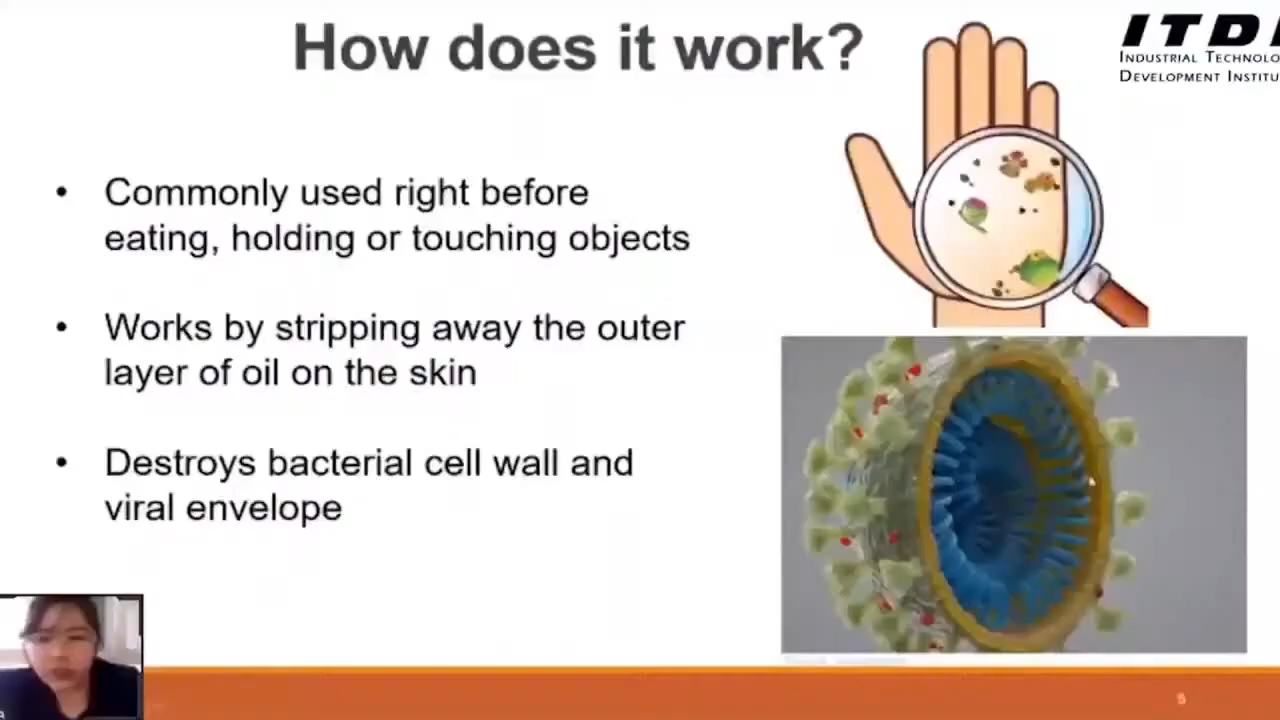 How does it work?
ITDI
INDUSTRIAL TECHNOLO
DEVELOPMENT INSTITU
• Commonly used right before
eating, holding or touching objects
• Works by stripping away the outer
layer of oil on the skin
• Destroys bacterial cell wall and
viral envelope
5